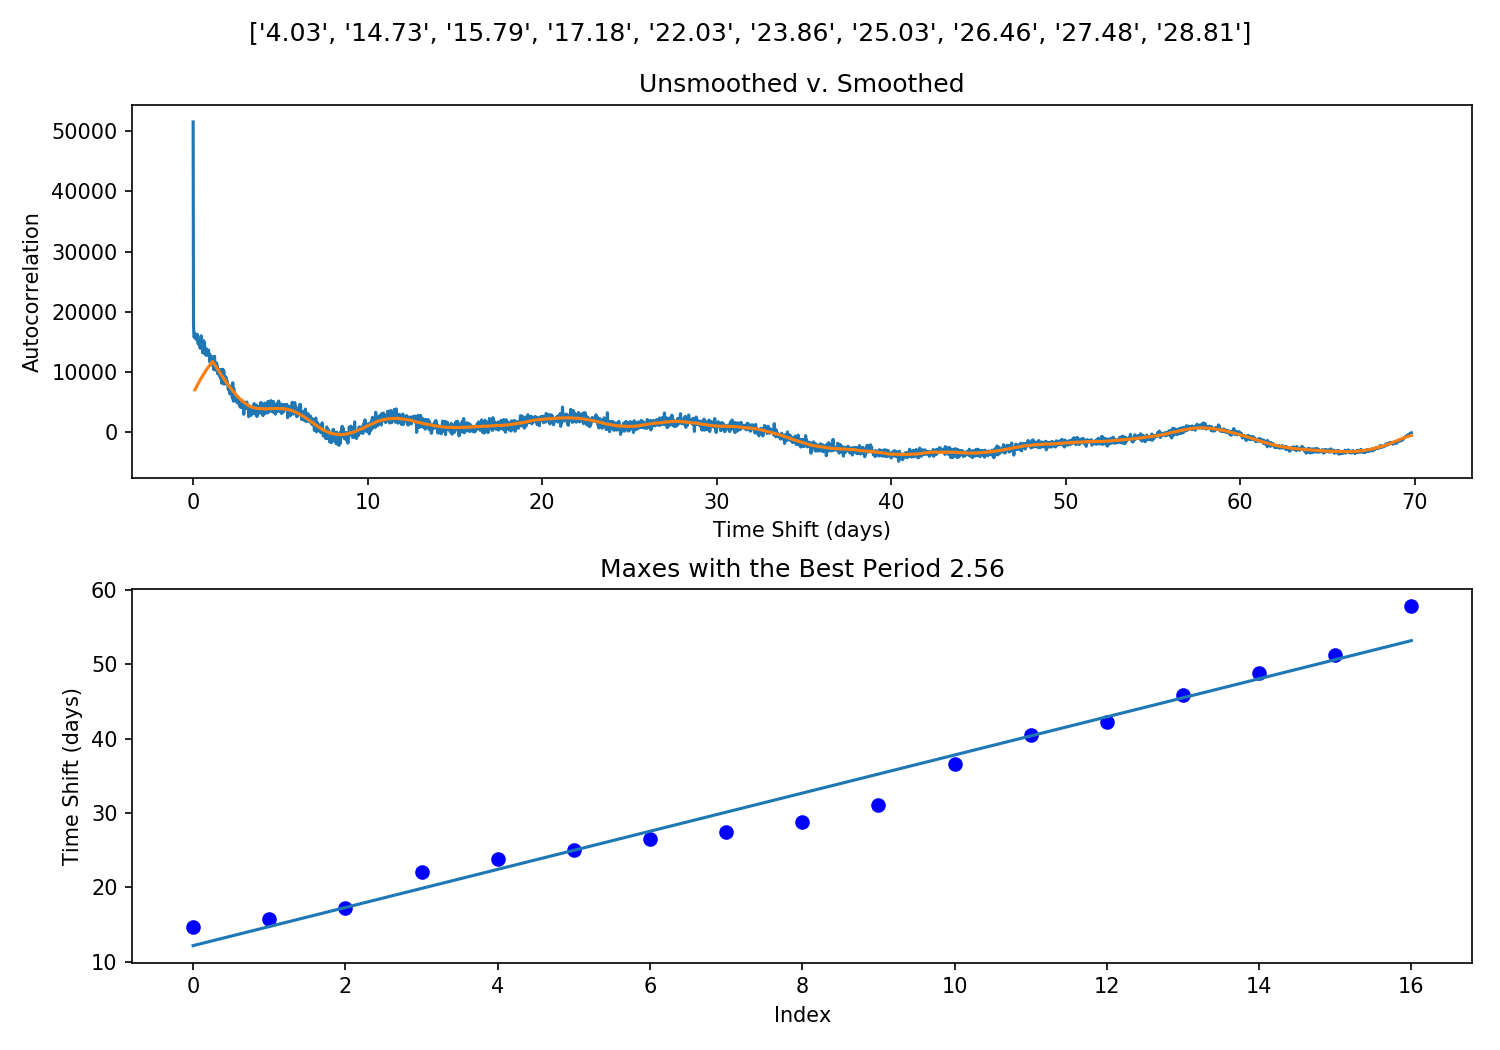 ['4.03', '14.73', '15.79', '17.18', '22.03', '23.86', '25.03', '26.46', '27.48', '28.81']
Unsmoothed v. Smoothed
Autocorrelation
50000
40000
30000
20000
10000
0
0 10 20 30 40 50 60 70
Time Shift (days)
Maxes with the Best Period 2.56
Time Shift (days)
60
50
40
30
20
10
0 2 4 6 8 10 12 14 16
Index